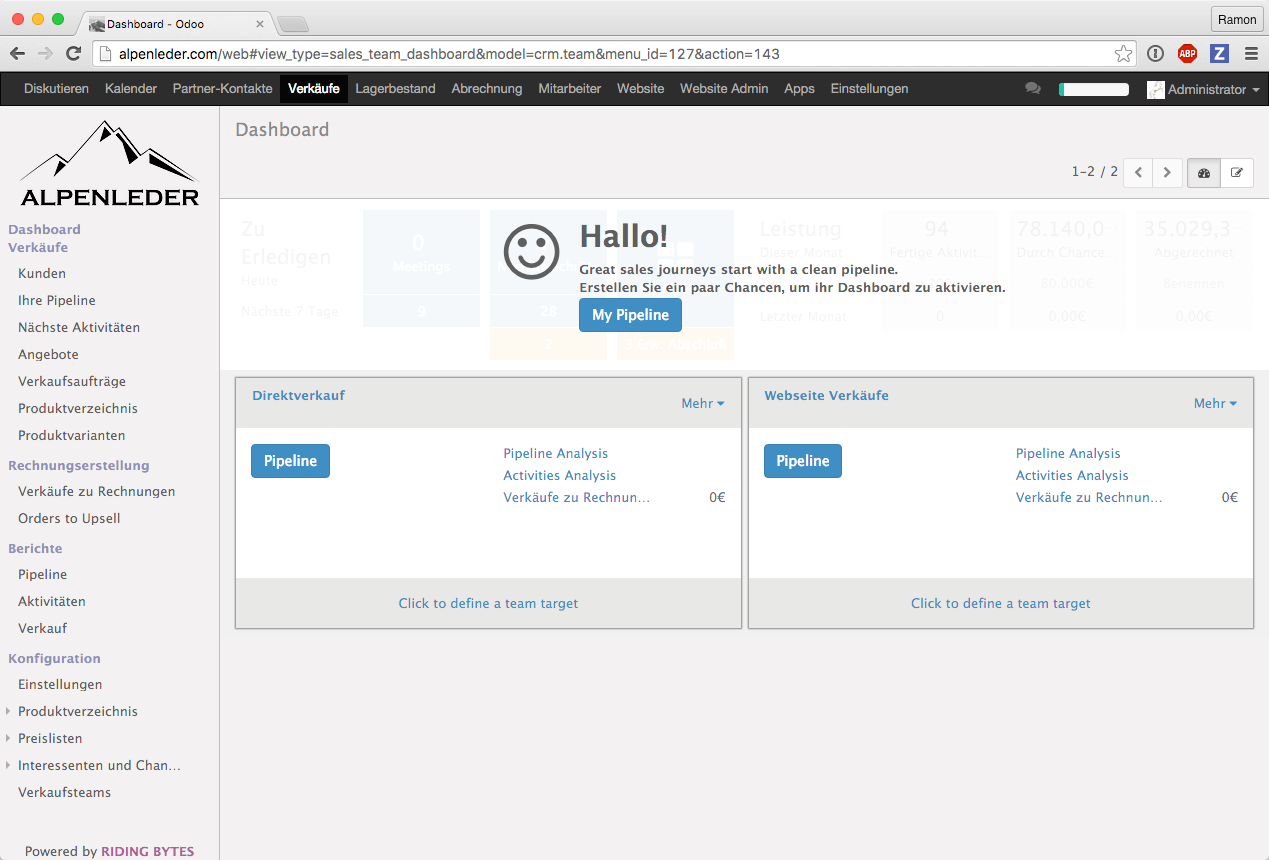 Dashboard - Odoo
Ramon
alpenleder.com/web#view_type=sales_team_dashboard&model=crm.team&menu_id=127&action=143
ABP
Z
Diskutieren Kalender Partner-Kontakte Verkäufe Lagerbestand Abrechnung Mitarbeiter Website Website Admin Apps Einstellungen Administrator
ALPENLEDER
Dashboard
Verkäufe
Kunden
Ihre Pipeline
Nächste Aktivitäten
Angebote
Verkaufsaufträge
Produktverzeichnis
Produktvarianten
Rechnungserstellung
Verkäufe zu Rechnungen
Orders to Upsell
Berichte
Pipeline
Aktivitäten
Verkauf
Konfiguration
Einstellungen
Produktverzeichnis
Preislisten
Interessenten und Chan...
Verkaufsteams
Powered by RIDING BYTES
Dashboard
1-2 / 2
Zu
Erledigen
Heute
Nächste 7 Tage
0
Meetings
9
28
2
3 Erw. Abschluß
Hallo!
Great sales journeys start with a clean pipeline.
Erstellen Sie ein paar Chancen, um ihr Dashboard zu aktivieren.
My Pipeline
Leistung
Dieser Monat
Letzter Monat
94
Fertige Aktivit...
0
78.140,0
Durch Chance...
80.000€
0,00€
35.029,3
Abgerechnet
Benennen
0,00€
Direktverkauf
Mehr
Pipeline
Pipeline Analysis
Activities Analysis
Verkäufe zu Rechnun... 0€
Click to define a team target
Webseite Verkäufe
Mehr
Pipeline
Pipeline Analysis
Activities Analysis
Verkäufe zu Rechnun... 0€
Click to define a team target